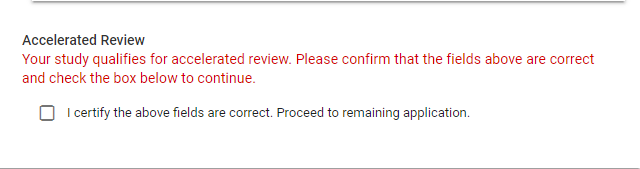 Accelerated Review
Your study qualifies for accelerated review. Please confirm that the fields above are correct
and check the box below to continue.
I certify the above fields are correct. Proceed to remaining application.